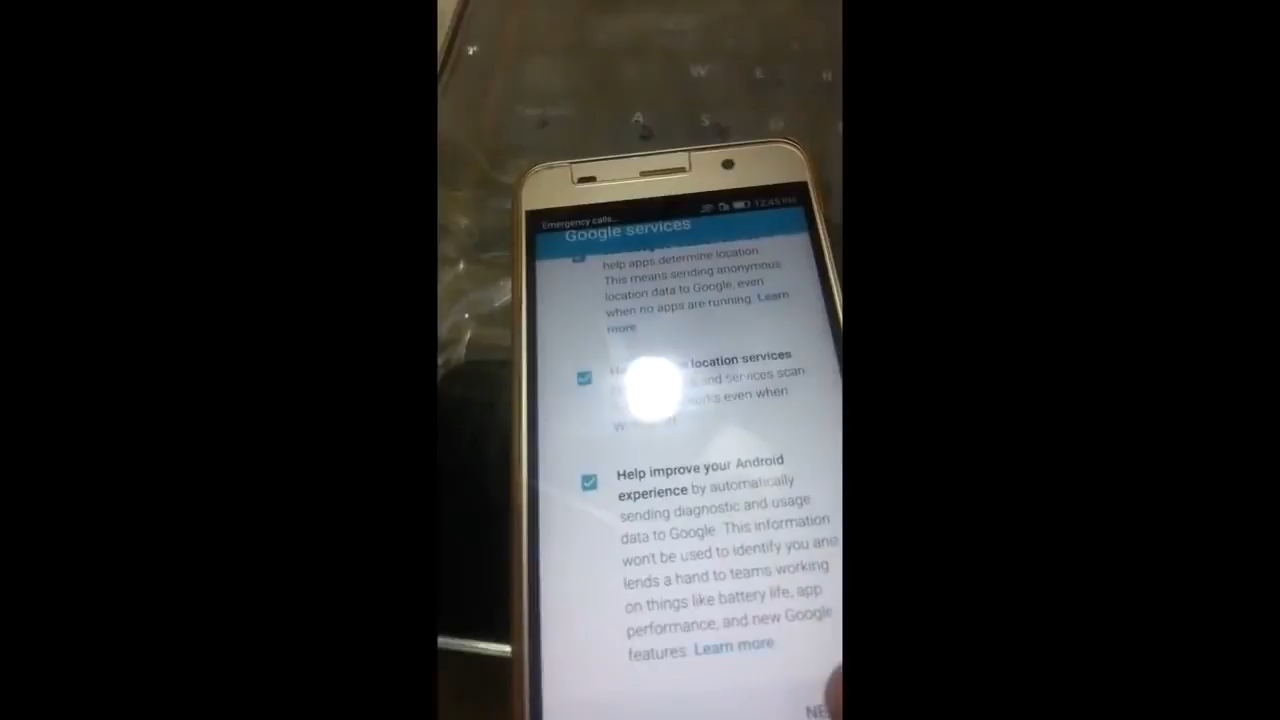 W E R
A S D
Emergency calls... 12:45 PM
Google services
help apps determine location.
This means sending anonymous
location data to Google, even
when no apps are running. Learn
more
location services
and services scan
even when
Help improve your Android
experience by automatically
sending diagnostic and usage
data to Google. This information
won't be used to identify you and
lends a hand to teams working
on things like battery life, app
performance, and new Google
features. Learn more